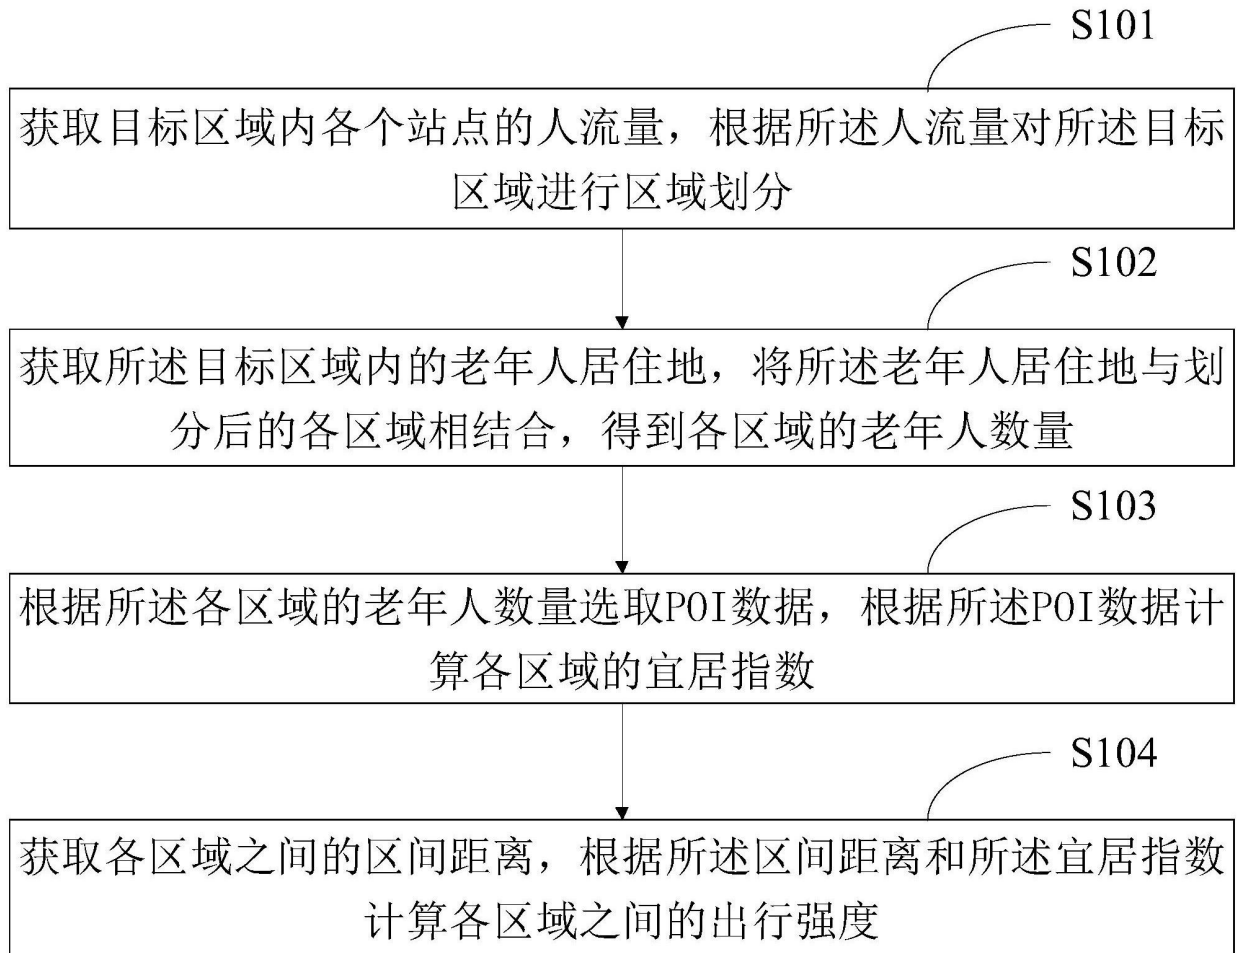 S101
获取目标区域内各个站点的人流量，根据所述人流量对所述目标
区域进行区域划分
S102
获取所述目标区域内的老年人居住地，将所述老年人居住地与划
分后的各区域相结合，得到各区域的老年人数量
S103
根据所述各区域的老年人数量选取POI数据，根据所述POI数据计
算各区域的宜居指数
S104
获取各区域之间的区间距离，根据所述区间距离和所述宜居指数
计算各区域之间的出行强度